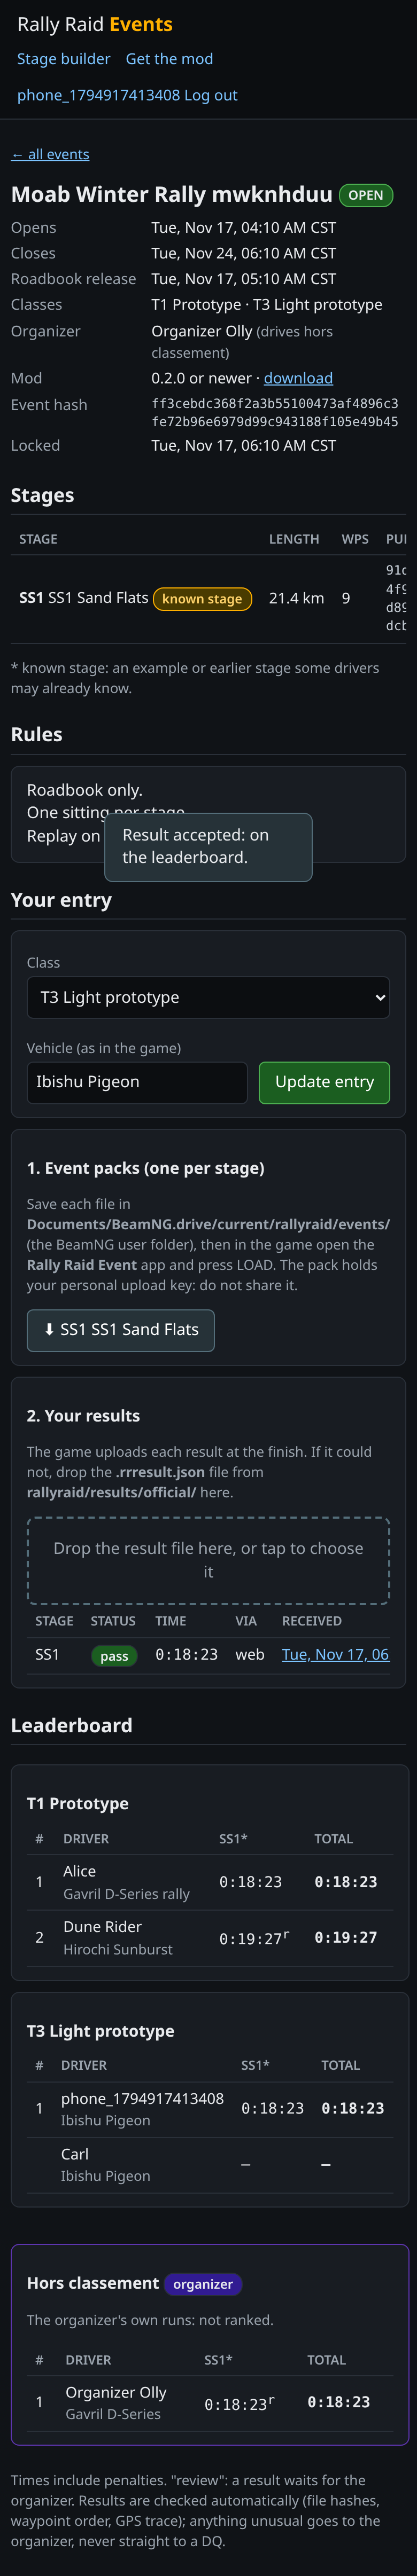 Rally Raid Events
Stage builder Get the mod
phone_1794917413408 Log out
← all events
Moab Winter Rally mwknhduu OPEN
Opens Tue, Nov 17, 04:10 AM CST
Closes Tue, Nov 24, 06:10 AM CST
Roadbook release Tue, Nov 17, 05:10 AM CST
Classes T1 Prototype · T3 Light prototype
Organizer Organizer Olly (drives hors
classement)
Mod 0.2.0 or newer · download
Event hash ff3cebdc368f2a3b55100473af4896c3
fe72b96e6979d99c943188f105e49b45
Locked Tue, Nov 17, 06:10 AM CST
Stages
STAGE LENGTH WPS
SS1 SS1 Sand Flats known stage 21.4 km 9
* known stage: an example or earlier stage some drivers
may already know.
Rules
Roadbook only.
One sitting per stage
Replay on
Result accepted: on
the leaderboard.
Your entry
Class
T3 Light prototype
Vehicle (as in the game)
Ibishu Pigeon Update entry
1. Event packs (one per stage)
Save each file in
Documents/BeamNG.drive/current/rallyraid/events/
(the BeamNG user folder), then in the game open the
Rally Raid Event app and press LOAD. The pack holds
your personal upload key: do not share it.
⬇ SS1 SS1 Sand Flats
2. Your results
The game uploads each result at the finish. If it could
not, drop the .rrresult.json file from
rallyraid/results/official/ here.
Drop the result file here, or tap to choose
it
STAGE STATUS TIME VIA RECEIVED
SS1 pass 0:18:23 web Tue, Nov 17, 06
Leaderboard
T1 Prototype
# DRIVER SS1* TOTAL
1 Alice 0:18:23 0:18:23
Gavril D-Series rally
2 Dune Rider 0:19:27r 0:19:27
Hirochi Sunburst
T3 Light prototype
# DRIVER SS1* TOTAL
1 phone_1794917413408 0:18:23 0:18:23
Ibishu Pigeon
Carl – –
Ibishu Pigeon
Hors classement organizer
The organizer's own runs: not ranked.
# DRIVER SS1* TOTAL
1 Organizer Olly 0:18:23r 0:18:23
Gavril D-Series
Times include penalties. "review": a result waits for the
organizer. Results are checked automatically (file hashes,
waypoint order, GPS trace); anything unusual goes to the
organizer, never straight to a DQ.